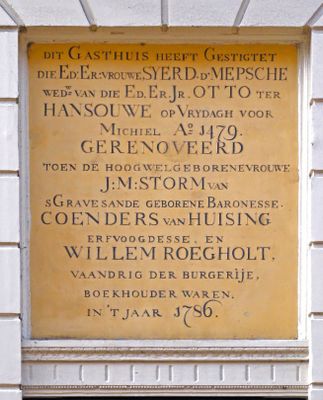 DIT GASTHUIS HEEFT GESTIGTET
DIE ED: ER: VROUWE, SYERD. D'. MEPSCHE
WED:W VAN DIE ED, ER, JR. OTTO TER
HANSOUWE OP VRYDAGH VOOR
MICHIEL AO. 1479.
GERENOVEERD
TOEN DE HOOGWELGEBORENE VROUWE
J: M: STORM VAN
SGRAVESANDE GEBORENE BARONESSE.
COENDERS VAN HUISING.
ERFVOOGDESSE, EN
WILLEM ROEGHOLT,
VAANDRIG DER BURGERIJE,
BOEKHOUDER WAREN.
IN 'T JAAR 1786.